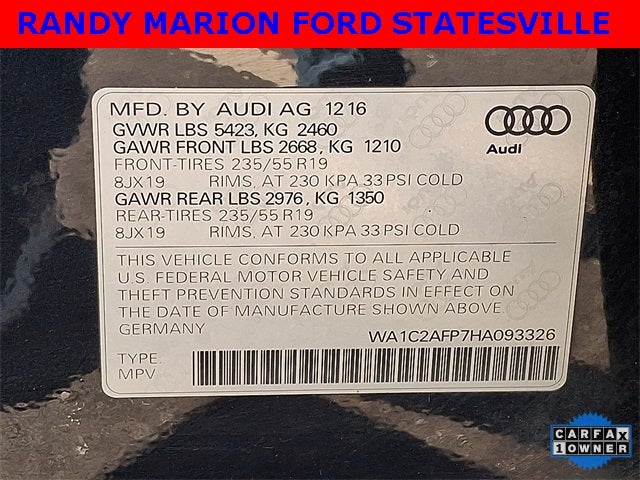 RANDY MARION FORD STATESVILLE
MFD. BY AUDI AG 12 16
GVWR LBS 5423, KG 2460
GAWR FRONT LBS 2668, KG 1210
FRONT-TIRES 235/55 R19
8JX19 RIMS, AT 230 KPA 33 PSI COLD
GAWR REAR LBS 2976, KG 1350
REAR-TIRES 235/55 R19
8JX19 RIMS, AT 230 KPA 33 PSI COLD
Audi
THIS VEHICLE CONFORMS TO ALL APPLICABLE
U.S. FEDERAL MOTOR VEHICLE SAFETY AND
THEFT PREVENTION STANDARDS IN EFFECT ON
THE DATE OF MANUFACTURE SHOWN ABOVE
GERMANY
WA1C2AFP7HA093326
TYPE:
MPV
CARFAX
1 OWNER